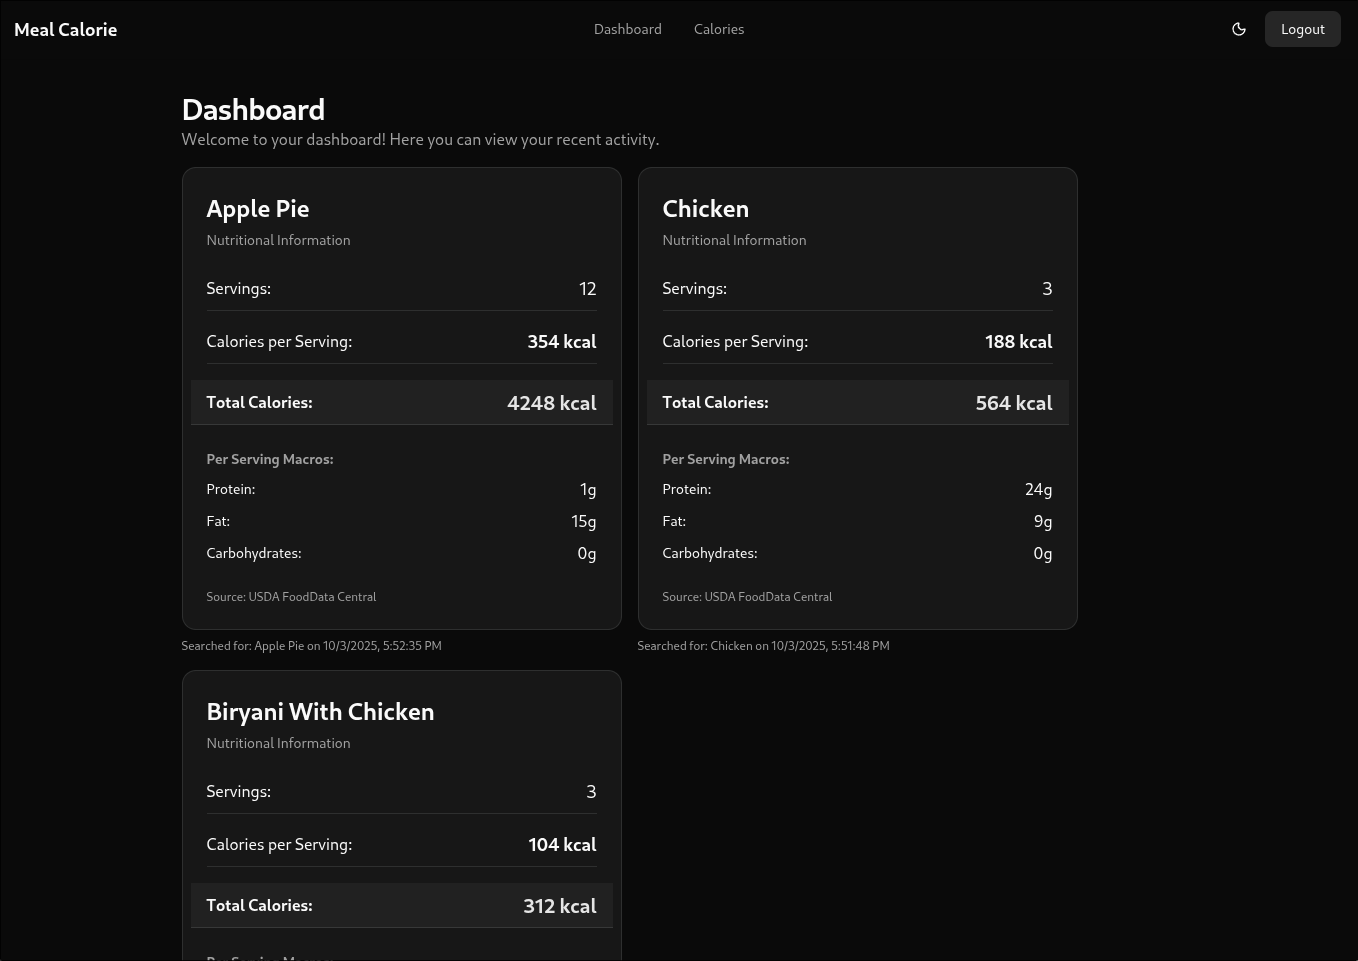 Meal Calorie
Dashboard
Calories
Logout
Dashboard
Welcome to your dashboard! Here you can view your recent activity.
Apple Pie
Nutritional Information
Servings: 12
Calories per Serving: 354 kcal
Total Calories: 4248 kcal
Per Serving Macros:
Protein: 1g
Fat: 15g
Carbohydrates: 0g
Source: USDA FoodData Central
Searched for: Apple Pie on 10/3/2025, 5:52:35 PM
Chicken
Nutritional Information
Servings: 3
Calories per Serving: 188 kcal
Total Calories: 564 kcal
Per Serving Macros:
Protein: 24g
Fat: 9g
Carbohydrates: 0g
Source: USDA FoodData Central
Searched for: Chicken on 10/3/2025, 5:51:48 PM
Biryani With Chicken
Nutritional Information
Servings: 3
Calories per Serving: 104 kcal
Total Calories: 312 kcal